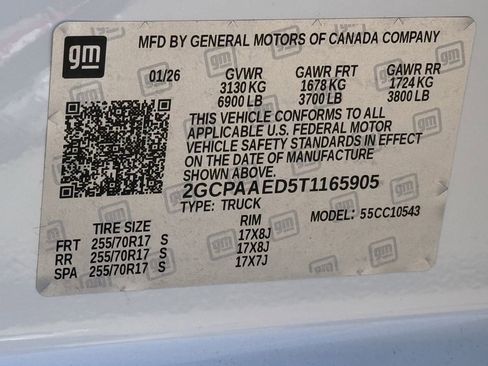 gm
MFD BY GENERAL MOTORS OF CANADA COMPANY
01/26 GVWR GAWR FRT GAWR RR
3130 KG 1678 KG 1724 KG
6900 LB 3700 LB 3800 LB
THIS VEHICLE CONFORMS TO ALL
APPLICABLE U.S. FEDERAL MOTOR
VEHICLE SAFETY STANDARDS IN EFFECT
ON THE DATE OF MANUFACTURE
SHOWN ABOVE.
2GCPAAED5T1165905
TYPE: TRUCK MODEL: 55CC10543
TIRE SIZE RIM
FRT 255/70R17 S 17X8J
RR 255/70R17 S 17X8J
SPA 255/70R17 S 17X7J